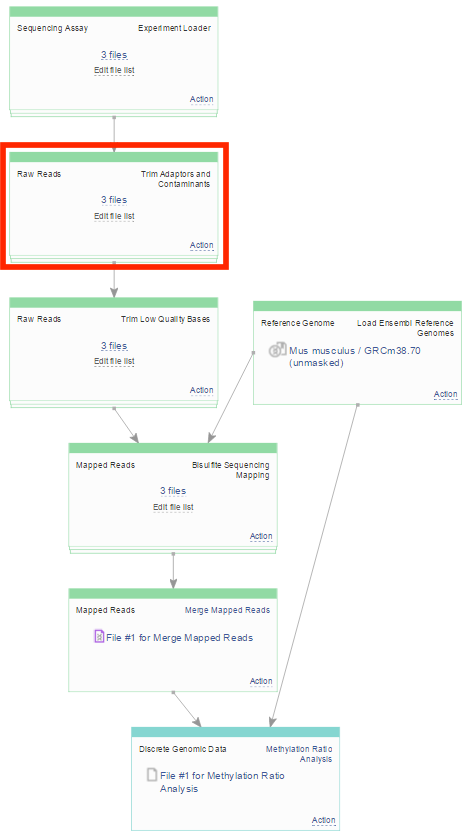 Sequencing Assay Experiment Loader
3 files
Edit file list
Action
Raw Reads Trim Adaptors and
Contaminants
3 files
Edit file list
Action
Raw Reads Trim Low Quality Bases
3 files
Edit file list
Action
Reference Genome Load Ensembl Reference
Genomes
Mus musculus / GRCm38.70
(unmasked)
Action
Mapped Reads Bisulfite Sequencing
Mapping
3 files
Edit file list
Action
Mapped Reads Merge Mapped Reads
File #1 for Merge Mapped Reads
Action
Discrete Genomic Data Methylation Ratio
Analysis
File #1 for Methylation Ratio
Analysis
Action